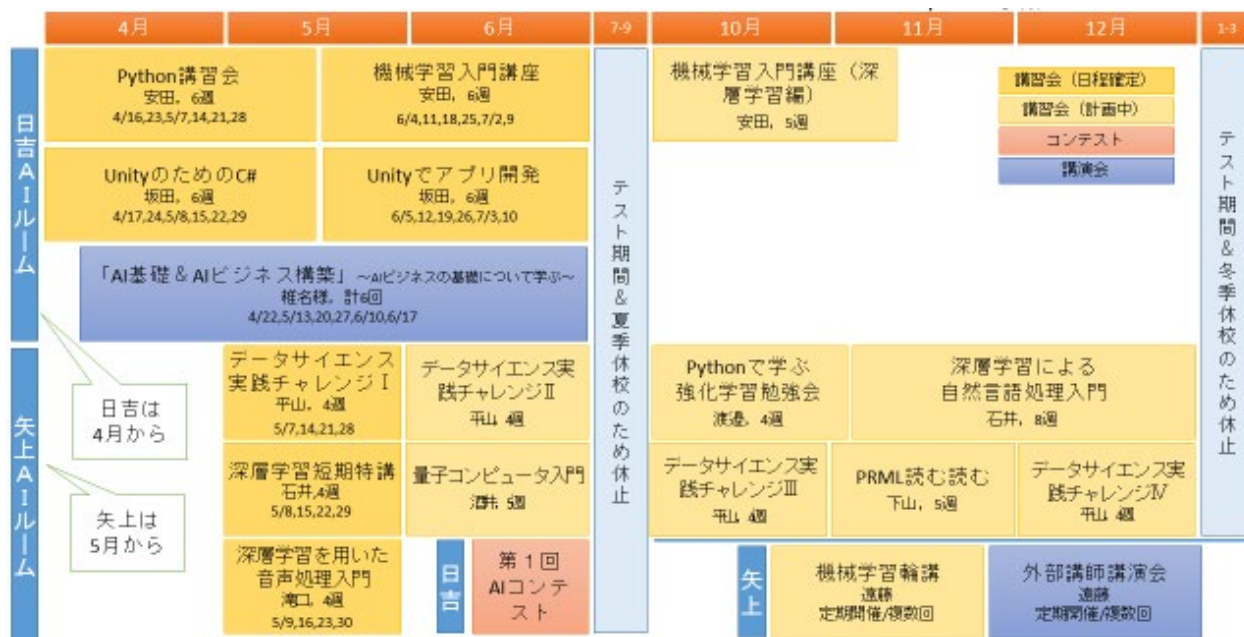 4月
5月
6月
7-9
10月
11月
12月
1-3
日吉AIルーム
Python講習会
安田，6週
4/16,23,5/7,14,21,28
機械学習入門講座
安田，6週
6/4,11,18,25,7/2,9
機械学習入門講座（深
層学習編）
安田，5週
講習会（日程確定）
講習会（計画中）
コンテスト
講演会
UnityのためのC#
坂田，6週
4/17,24,5/8,15,22,29
Unityでアプリ開発
坂田，6週
6/5,12,19,26,7/3,10
「AI基礎＆AIビジネス構築」～AIビジネスの基礎について学ぶ～
椎名様，計6回
4/22,5/13,20,27,6/10,6/17
テスト期間＆夏季休校のため休止
テスト期間＆冬季休校のため休止
日吉は
4月から
矢上AIルーム
矢上は
5月から
データサイエンス
実践チャレンジⅠ
平山，4週
5/7,14,21,28
データサイエンス実
践チャレンジⅡ
平山，4週
Pythonで学ぶ
強化学習勉強会
渡邉，4週
深層学習による
自然言語処理入門
石井，8週
深層学習短期特講
石井,4週
5/8,15,22,29
量子コンピュータ入門
酒井，5週
データサイエンス実
践チャレンジⅢ
平山，4週
PRML読む読む
下山，5週
データサイエンス実
践チャレンジⅣ
平山，4週
深層学習を用いた
音声処理入門
滝口，4週
5/9,16,23,30
日吉
第1回
AIコンテ
スト
矢上
機械学習輪講
遠藤
定期開催/複数回
外部講師講演会
遠藤
定期開催/複数回